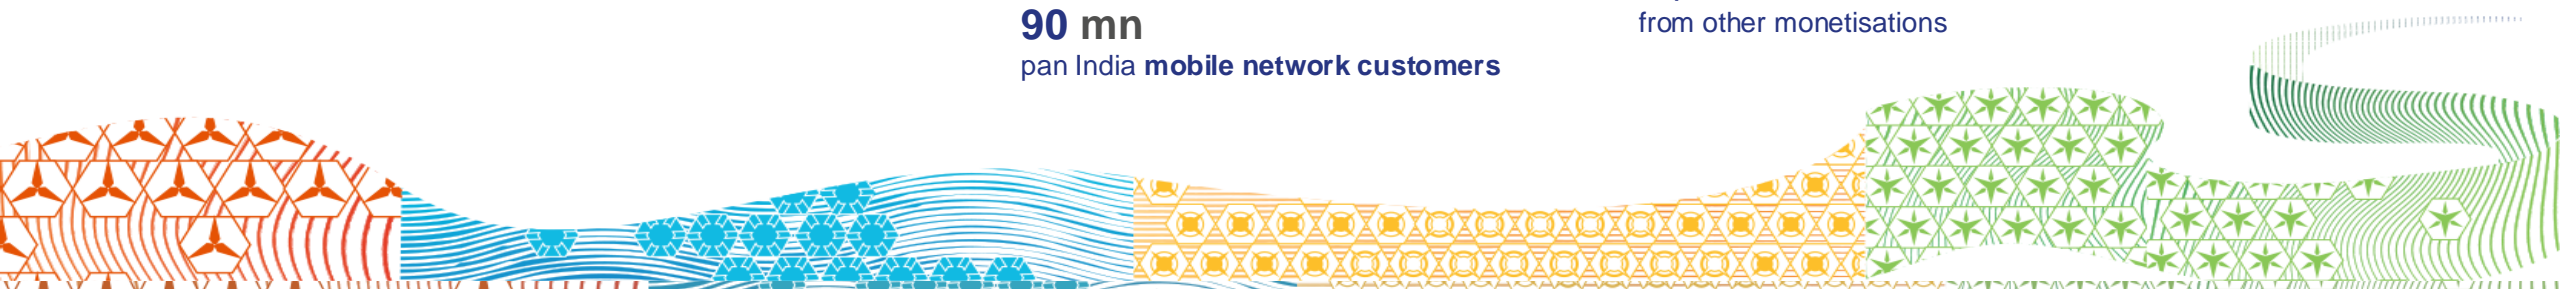 90 mn
pan India mobile network customers
from other monetisations